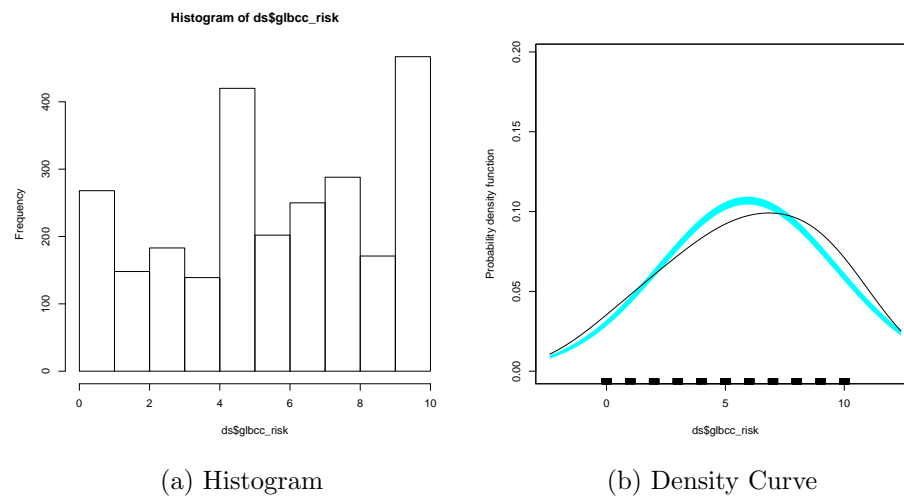 Histogram of ds$glbcc_risk
Frequency
400
300
200
100
0
0 2 4 6 8 10
ds$glbcc_risk
Probability density function
0.20
0.15
0.10
0.05
0.00
0 5 10
ds$glbcc_risk
(a) Histogram
(b) Density Curve